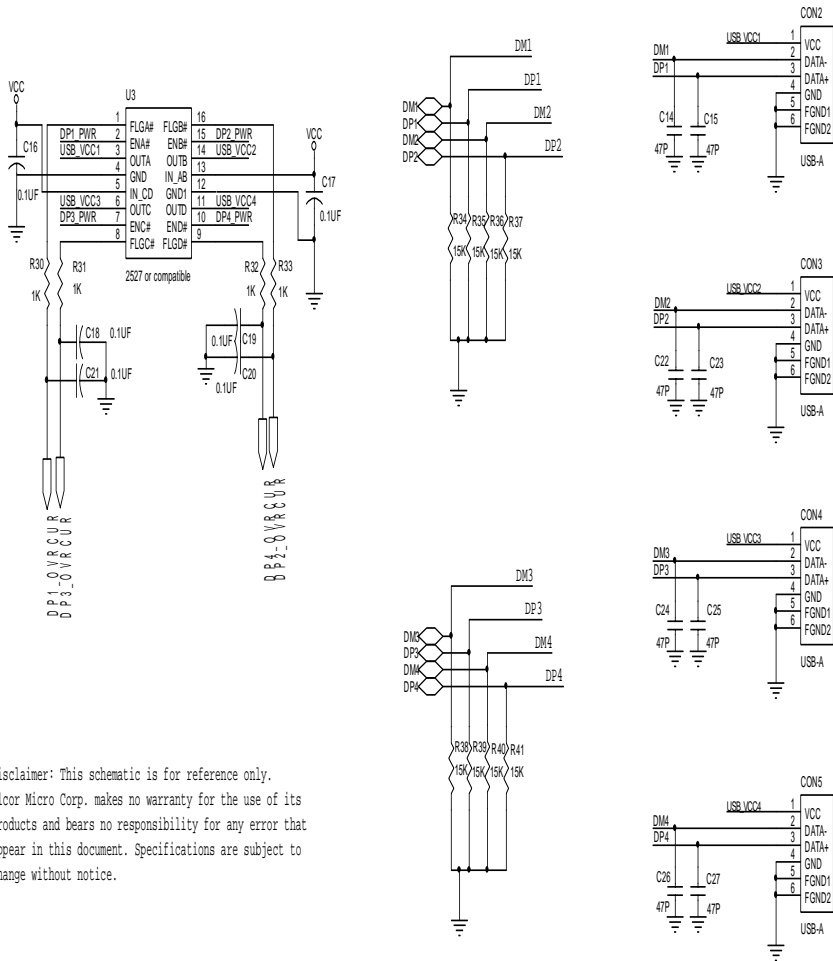 U3
VCC
C16
0.1UF
1 FLGA# FLGB# 16
DP1_PWR 2 ENA# ENB# 15 DP2_PWR
USB_VCC1 3 OUTA OUTB 14 USB_VCC2
4 GND IN_AB 13
5 IN_CD GND1 12
USB_VCC3 6 OUTC OUTD 11 USB_VCC4
DP3_PWR 7 ENC# END# 10 DP4_PWR
8 FLGC# FLGD# 9
2527 or compatible
VCC
C17
0.1UF
R30
1K
R31
1K
R32
1K
R33
1K
C18 0.1UF
C21 0.1UF
0.1UF C19
C20
0.1UF
DP1_OVRCUR
DP3_OVRCUR
DP4_OVRCUR
DP2_OVRCUR
DM1
DP1
DM2
DP2
DM1
DP1
DM2
DP2
R34 R35 R36 R37
15K 15K 15K 15K
DM3
DP3
DM4
DP4
DM3
DP3
DM4
DP4
R38 R39 R40 R41
15K 15K 15K 15K
CON2
USB_VCC1 1 VCC
DM1 2 DATA-
DP1 3 DATA+
4 GND
5 FGND1
6 FGND2
C14 C15
47P 47P
USB-A
CON3
USB_VCC2 1 VCC
DM2 2 DATA-
DP2 3 DATA+
4 GND
5 FGND1
6 FGND2
C22 C23
47P 47P
USB-A
CON4
USB_VCC3 1 VCC
DM3 2 DATA-
DP3 3 DATA+
4 GND
5 FGND1
6 FGND2
C24 C25
47P 47P
USB-A
CON5
USB_VCC4 1 VCC
DM4 2 DATA-
DP4 3 DATA+
4 GND
5 FGND1
6 FGND2
C26 C27
47P 47P
USB-A
isclaimer: This schematic is for reference only.
lcor Micro Corp. makes no warranty for the use of its
roducts and bears no responsibility for any error that
ppear in this document. Specifications are subject to
hange without notice.